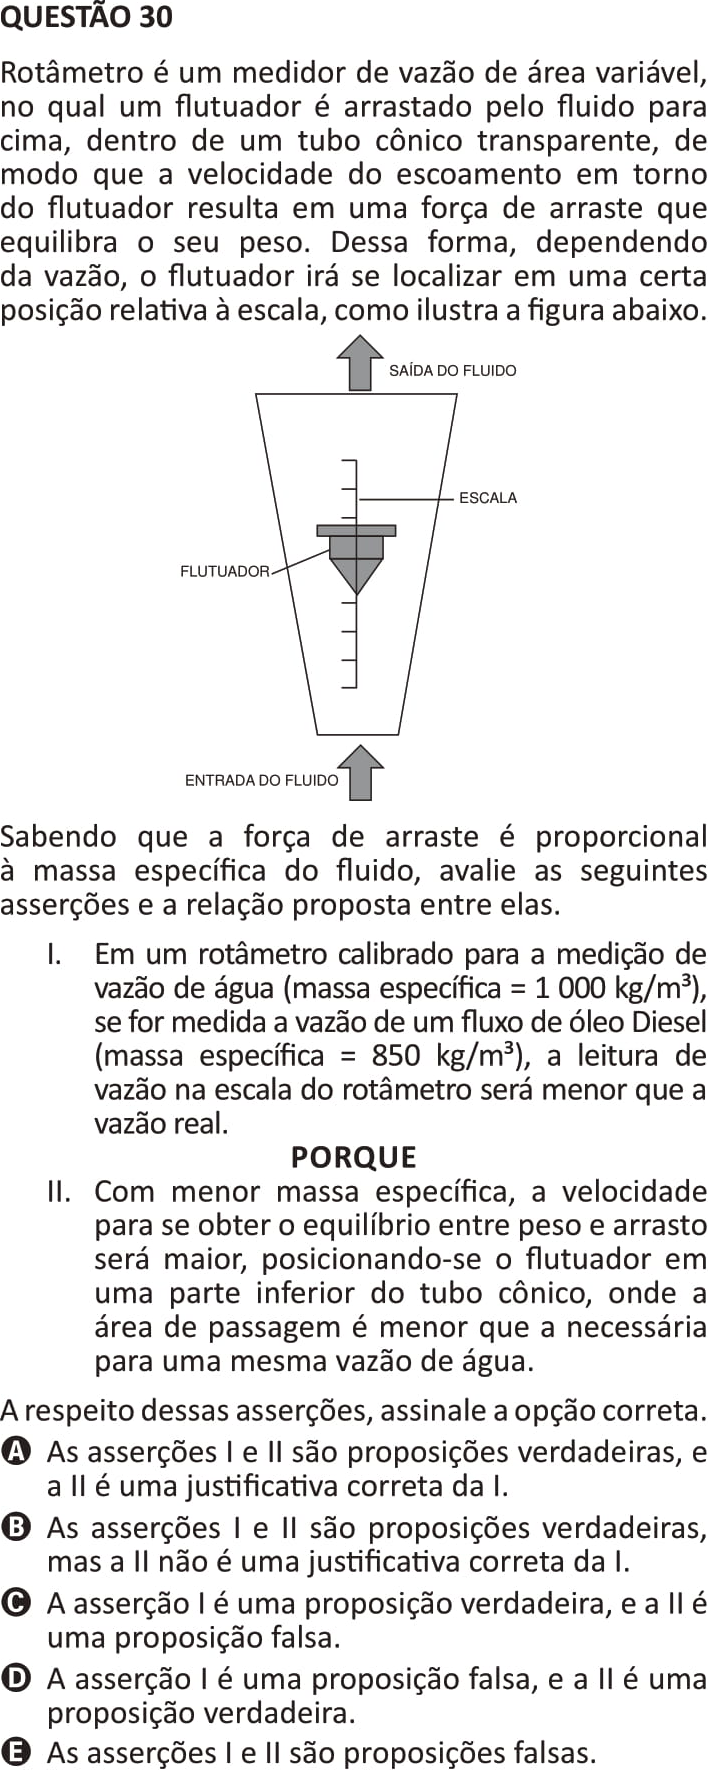 QUESTÃO 30
Rotâmetro é um medidor de vazão de área variável,
no qual um flutuador é arrastado pelo fluido para
cima, dentro de um tubo cônico transparente, de
modo que a velocidade do escoamento em torno
do flutuador resulta em uma força de arraste que
equilibra o seu peso. Dessa forma, dependendo
da vazão, o flutuador irá se localizar em uma certa
posição relativa à escala, como ilustra a figura abaixo.
SAÍDA DO FLUIDO
ESCALA
FLUTUADOR
ENTRADA DO FLUIDO
Sabendo que a força de arraste é proporcional
à massa específica do fluido, avalie as seguintes
asserções e a relação proposta entre elas.
I. Em um rotâmetro calibrado para a medição de
vazão de água (massa específica = 1 000 kg/m³),
se for medida a vazão de um fluxo de óleo Diesel
(massa específica = 850 kg/m³), a leitura de
vazão na escala do rotâmetro será menor que a
vazão real.
PORQUE
II. Com menor massa específica, a velocidade
para se obter o equilíbrio entre peso e arrasto
será maior, posicionando-se o flutuador em
uma parte inferior do tubo cônico, onde a
área de passagem é menor que a necessária
para uma mesma vazão de água.
A respeito dessas asserções, assinale a opção correta.
A As asserções I e II são proposições verdadeiras, e
a II é uma justificativa correta da I.
B As asserções I e II são proposições verdadeiras,
mas a II não é uma justificativa correta da I.
C A asserção I é uma proposição verdadeira, e a II é
uma proposição falsa.
D A asserção I é uma proposição falsa, e a II é uma
proposição verdadeira.
E As asserções I e II são proposições falsas.